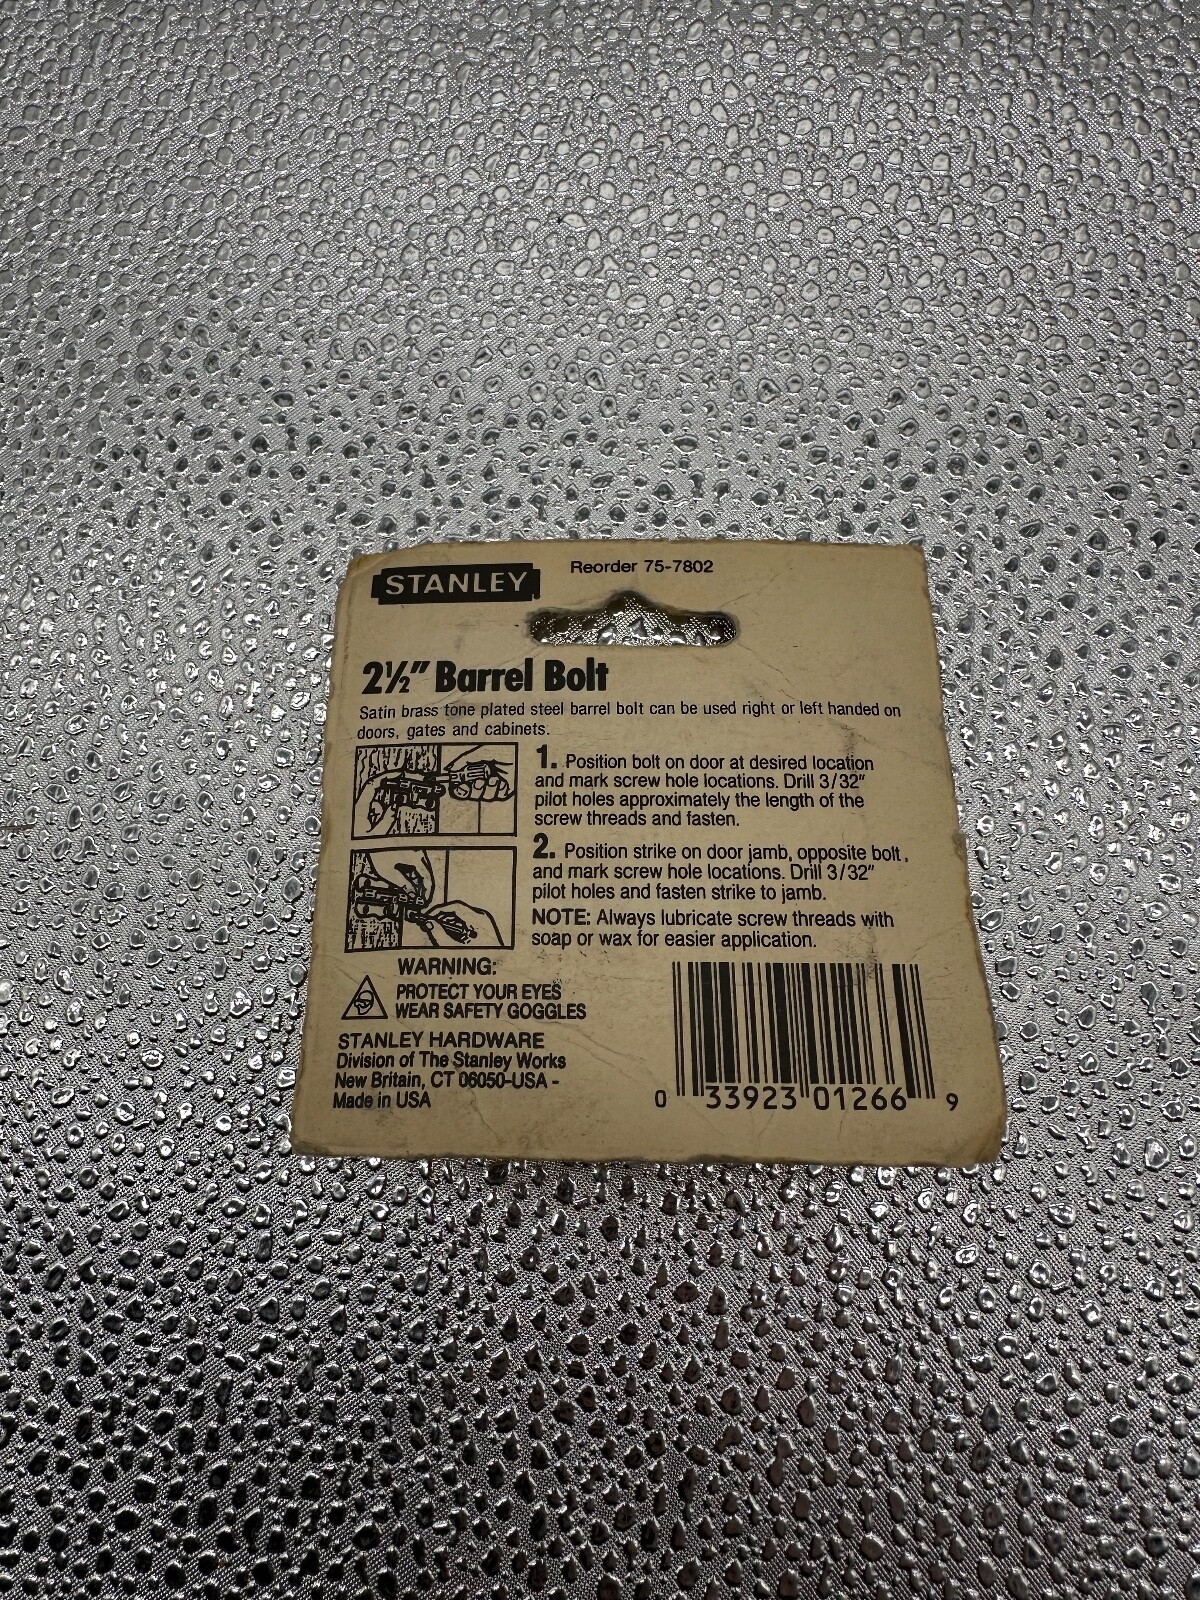 STANLEY
Reorder 75-7802
2½" Barrel Bolt
Satin brass tone plated steel barrel bolt can be used right or left handed on
doors, gates and cabinets.
1. Position bolt on door at desired location
and mark screw hole locations. Drill 3/32"
pilot holes approximately the length of the
screw threads and fasten.
2. Position strike on door jamb, opposite bolt,
and mark screw hole locations. Drill 3/32"
pilot holes and fasten strike to jamb.
NOTE: Always lubricate screw threads with
soap or wax for easier application.
WARNING:
PROTECT YOUR EYES
WEAR SAFETY GOGGLES
STANLEY HARDWARE
Division of The Stanley Works
New Britain, CT 06050-USA -
Made in USA
0 33923 01266 9